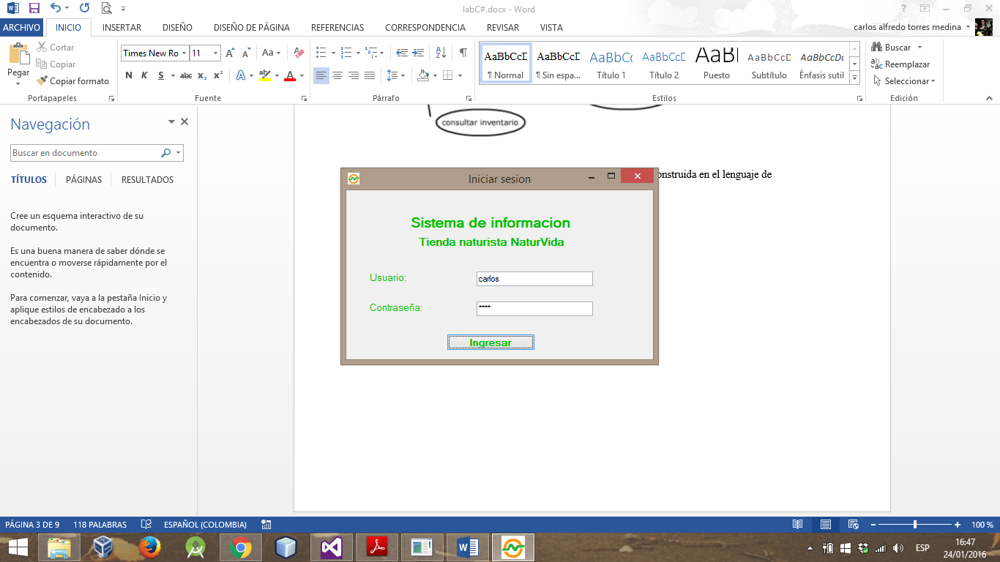 labC#.docx - Word
ARCHIVO INICIO INSERTAR DISEÑO DISEÑO DE PÁGINA REFERENCIAS CORRESPONDENCIA REVISAR VISTA carlos alfredo torres medina
Pegar
Cortar
Copiar
Copiar formato
Portapapeles
Times New Ro 11
N K S abc x₂ x²
Fuente
Párrafo
AaBbCcD AaBbCcD AaBbCc AaBbCcD AaB AaBbCcD AaBbCcDc
¶ Normal ¶ Sin espa... Título 1 Título 2 Puesto Subtítulo Énfasis sutil
Estilos
Buscar
Reemplazar
Seleccionar
Edición
Navegación
Buscar en documento
TÍTULOS PÁGINAS RESULTADOS
Cree un esquema interactivo de su
documento.
Es una buena manera de saber dónde se
encuentra o moverse rápidamente por el
contenido.
Para comenzar, vaya a la pestaña Inicio y
aplique estilos de encabezado a los
encabezados de su documento.
consultar inventario
onstruida en el lenguaje de
Iniciar sesion
Sistema de informacion
Tienda naturista NaturVida
Usuario: carlos
Contraseña: ****
Ingresar
PÁGINA 3 DE 9 118 PALABRAS ESPAÑOL (COLOMBIA) 100 %
ESP
16:47
24/01/2016